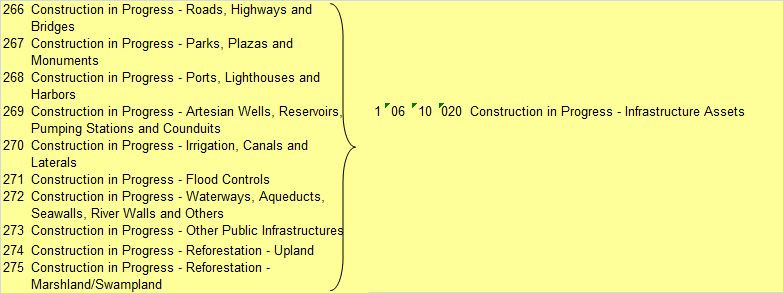 266 Construction in Progress - Roads, Highways and
Bridges
267 Construction in Progress - Parks, Plazas and
Monuments
268 Construction in Progress - Ports, Lighthouses and
Harbors
269 Construction in Progress - Artesian Wells, Reservoirs,
Pumping Stations and Counduits
1 06 10 020 Construction in Progress - Infrastructure Assets
270 Construction in Progress - Irrigation, Canals and
Laterals
271 Construction in Progress - Flood Controls
272 Construction in Progress - Waterways, Aqueducts,
Seawalls, River Walls and Others
273 Construction in Progress - Other Public Infrastructures
274 Construction in Progress - Reforestation - Upland
275 Construction in Progress - Reforestation -
Marshland/Swampland